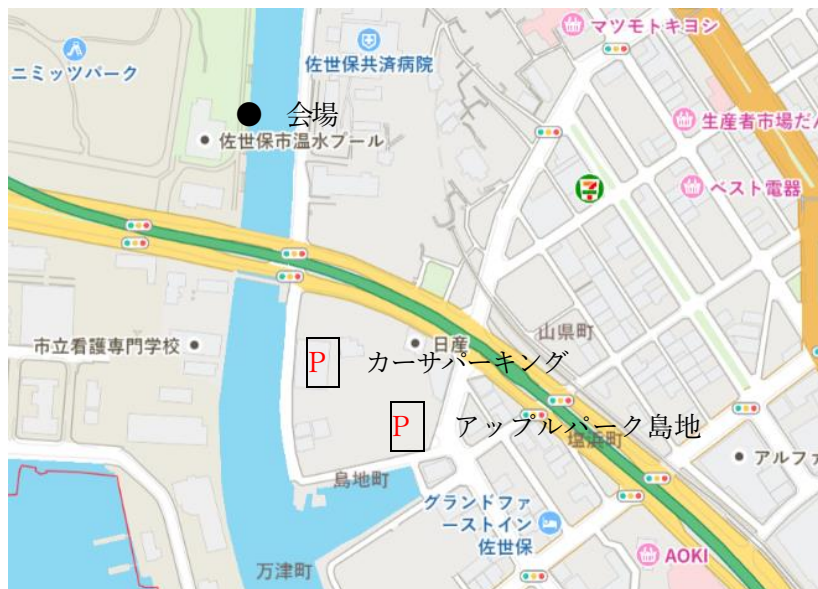 マツモトキヨシ
佐世保共済病院
ニミッツパーク
会場
生産者市場だん
佐世保市温水プール
7
ベスト電器
山県町
市立看護専門学校
日産
P
カーサパーキング
P
アップルパーク島地
塩浜町
アルファ
島地町
グランドファ
ーストイン
佐世保
AOKI
万津町